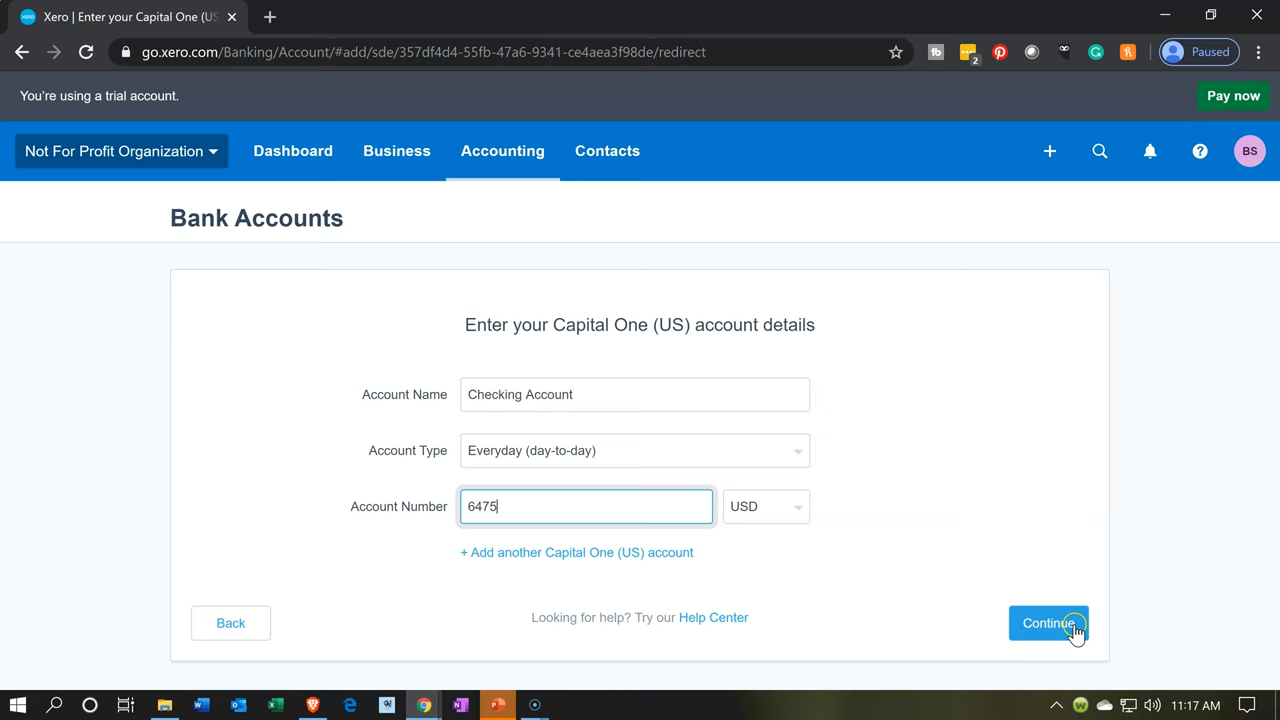 Xero | Enter your Capital One (US
go.xero.com/Banking/Account/#add/sde/357df4d4-55fb-47a6-9341-ce4aea3f98de/redirect
2
Paused
You're using a trial account.
Pay now
Not For Profit Organization
Dashboard
Business
Accounting
Contacts
BS
Bank Accounts
Enter your Capital One (US) account details
Account Name
Checking Account
Account Type
Everyday (day-to-day)
Account Number
6475
USD
+ Add another Capital One (US) account
Back
Looking for help? Try our Help Center
Continue
11:17 AM